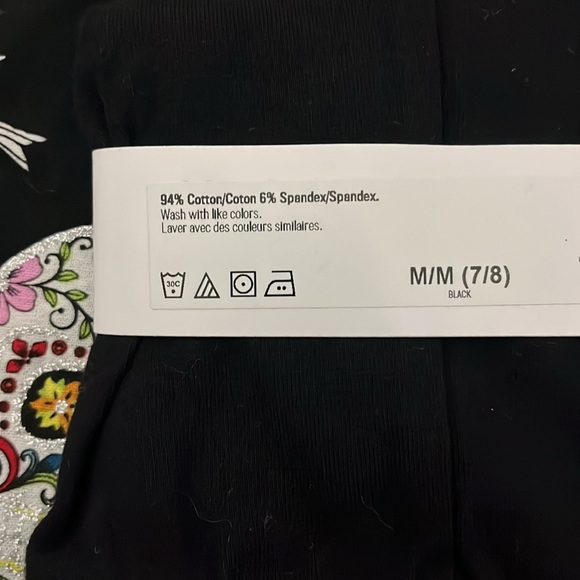 94% Cotton/Coton 6% Spandex/Spandex.
Wash with like colors.
Laver avec des couleurs similaires.
30C
M/M (7/8)
BLACK